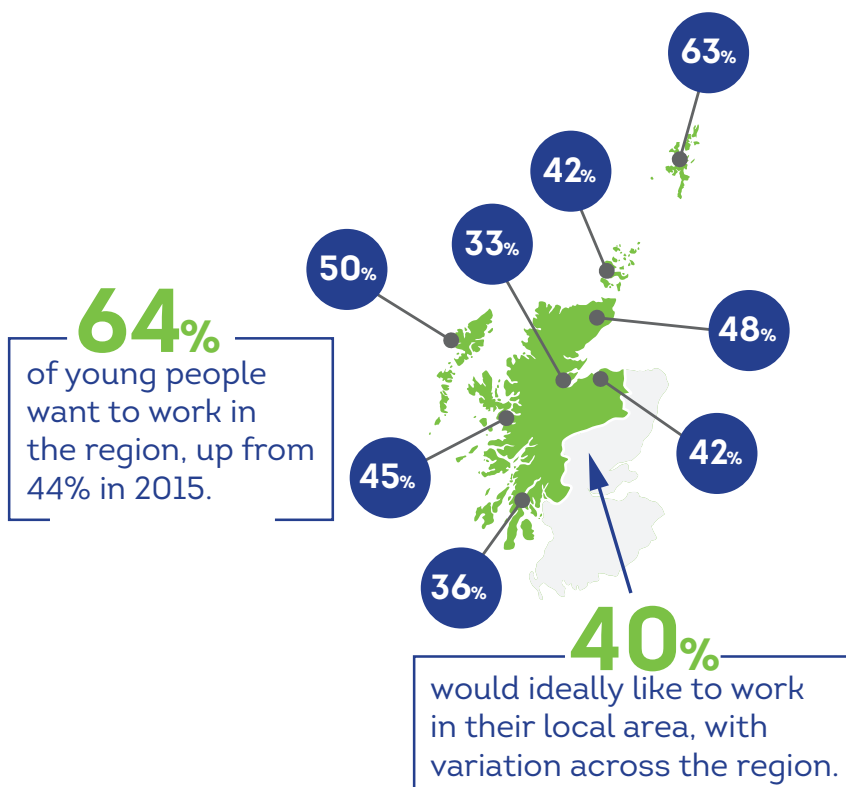 63%
42%
33%
50%
48%
64%
of young people
want to work in
the region, up from
44% in 2015.
42%
45%
36%
40%
would ideally like to work
in their local area, with
variation across the region.